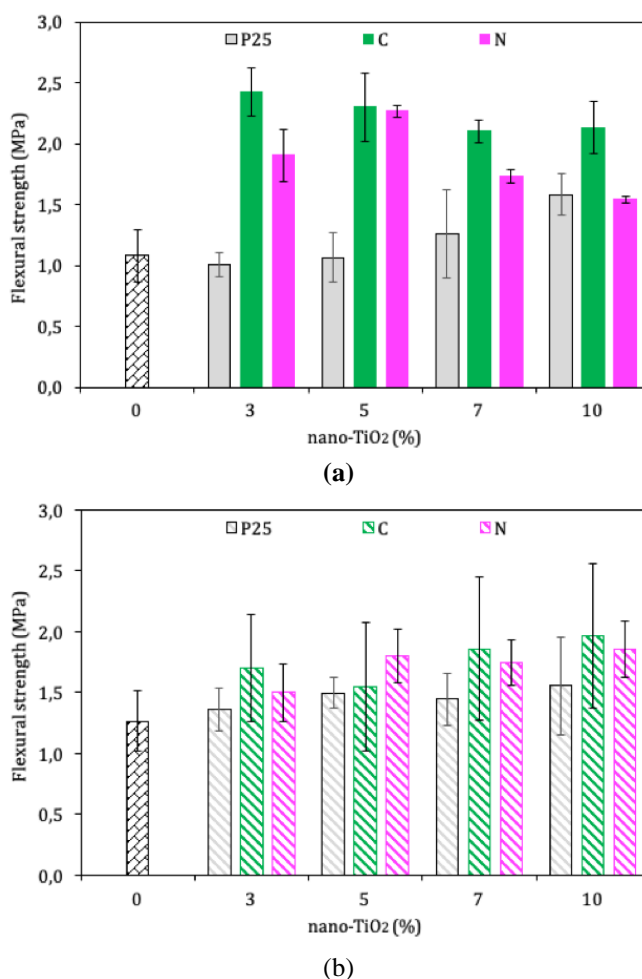 3,0
P25 C N
2,5
2,0
1,5
1,0
0,5
0,0
Flexural strength (MPa)
0 3 5 7 10
nano-TiO2 (%)
(a)
3,0
P25 C N
2,5
2,0
1,5
1,0
0,5
0,0
Flexural strength (MPa)
0 3 5 7 10
nano-TiO2 (%)
(b)